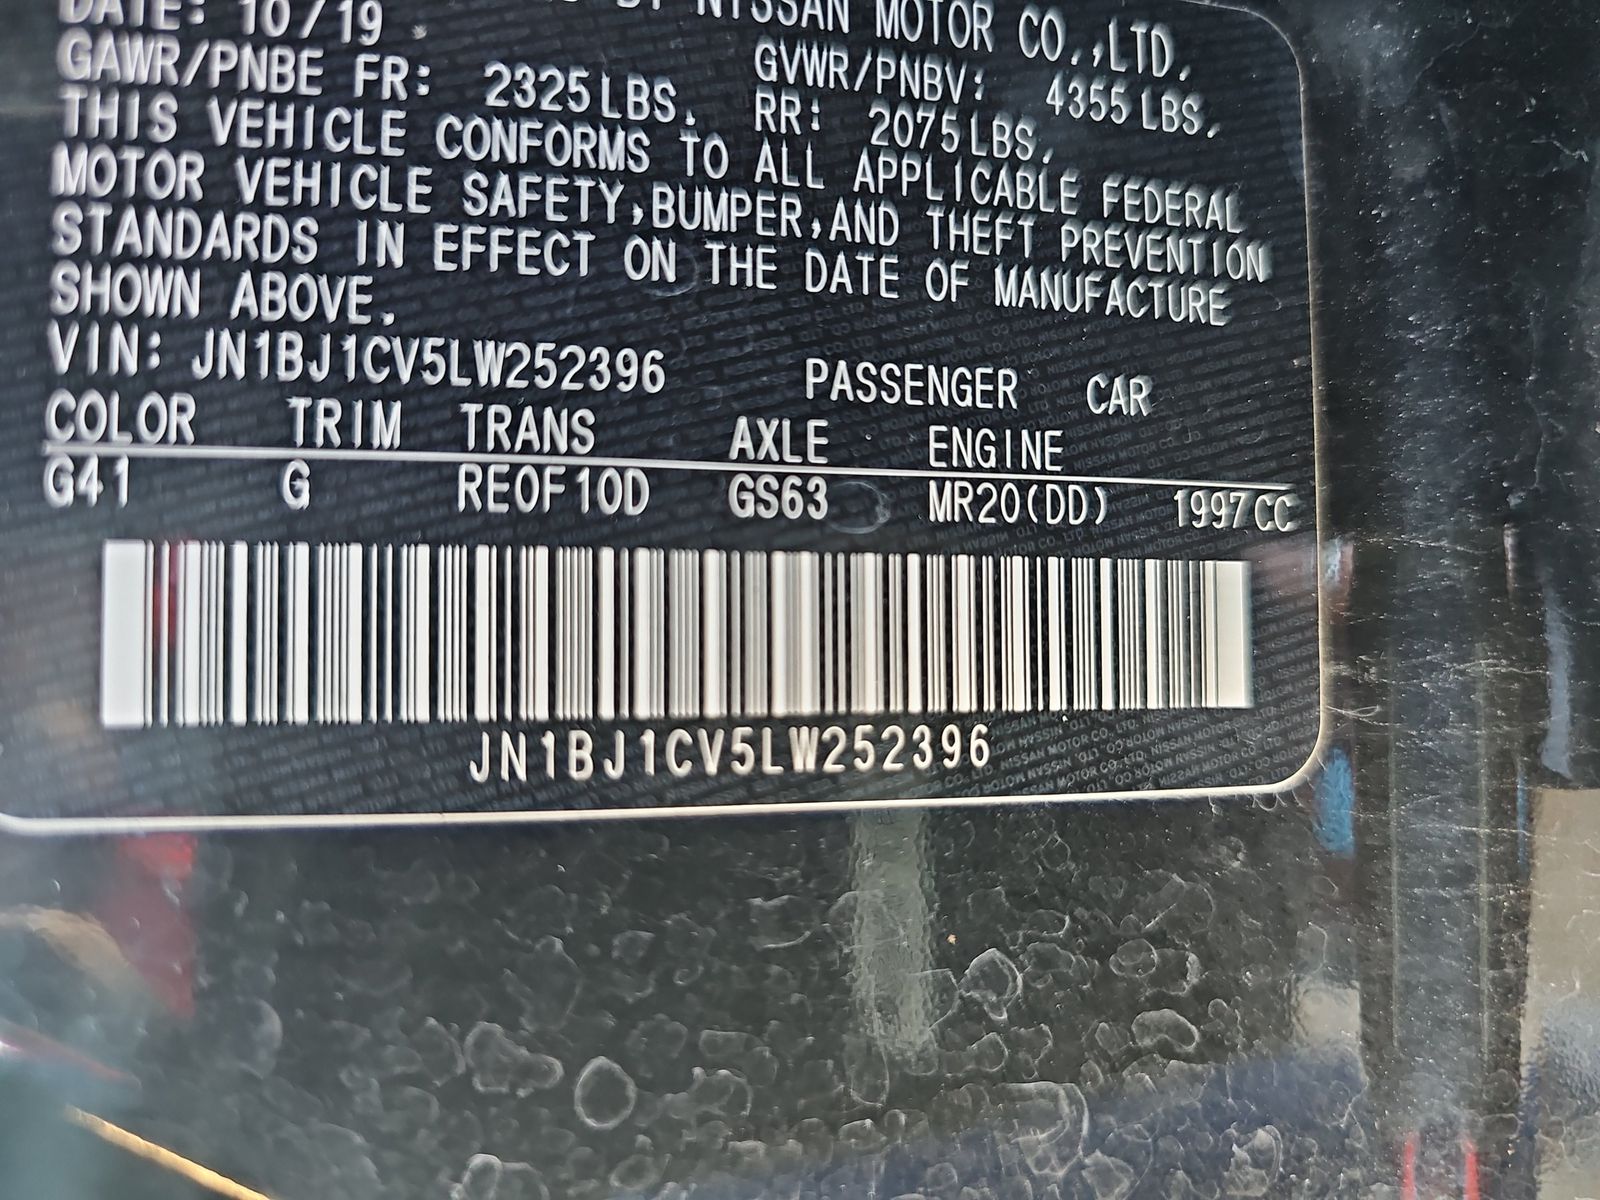 DATE: 10/19
NISSAN MOTOR CO.,LTD.
GAWR/PNBE FR: 2325LBS. GVWR/PNBV: 4355LBS.
RR: 2075LBS.
THIS VEHICLE CONFORMS TO ALL APPLICABLE FEDERAL
MOTOR VEHICLE SAFETY,BUMPER,AND THEFT PREVENTION
STANDARDS IN EFFECT ON THE DATE OF MANUFACTURE
SHOWN ABOVE.
VIN: JN1BJ1CV5LW252396 PASSENGER CAR
COLOR TRIM TRANS AXLE ENGINE
G41 G RE0F10D GS63 MR20(DD) 1997CC
JN1BJ1CV5LW252396